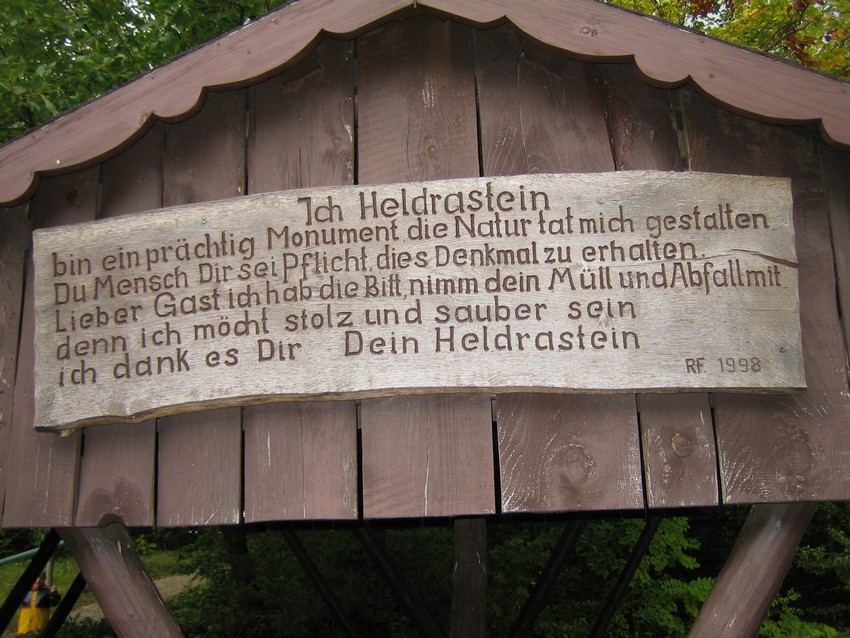 Ich Heldrastein
bin ein prächtig Monument die Natur tat mich gestalten.
Du Mensch Dir sei Pflicht, dies Denkmal zu erhalten.
Lieber Gast ich hab die Bitt, nimm dein Müll und Abfall mit.
denn ich möcht stolz und sauber sein
ich dank es Dir Dein Heldrastein
RF. 1998